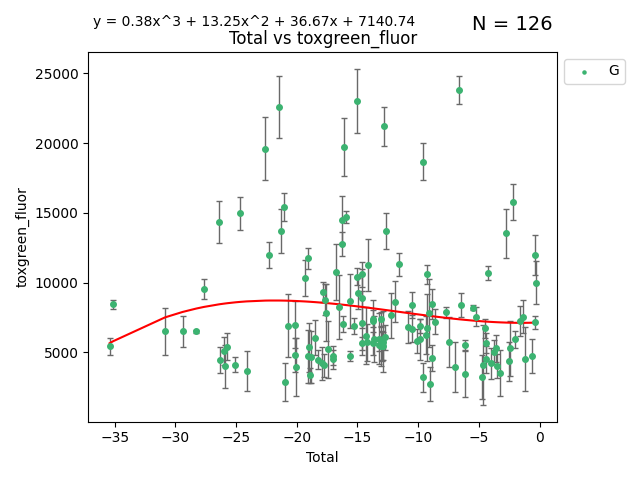 y = 0.38x^3 + 13.25x^2 + 36.67x + 7140.74
N = 126
Total vs toxgreen_fluor
G
25000
20000
15000
10000
5000
toxgreen_fluor
−35 −30 −25 −20 −15 −10 −5 0
Total